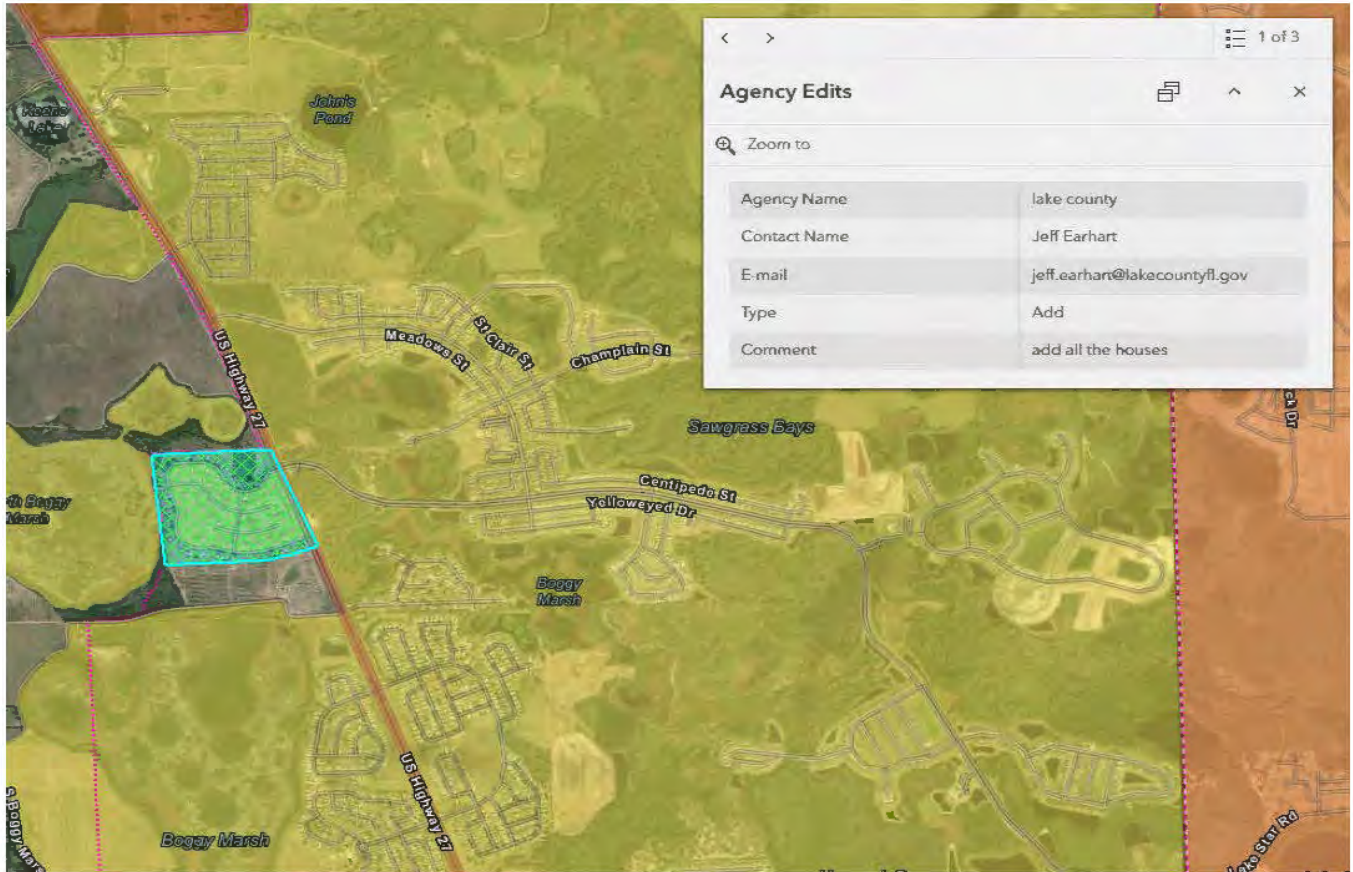 1 of 3
Agency Edits
Zoom to
Agency Name lake county
Contact Name Jeff Earhart
E-mail jeff.earhart@lakecountyfl.gov
Type Add
Comment add all the houses
John's
Pond
US Highway 27
Meadows St
St Clair St
Champlain St
Sawgrass Bays
Centipede St
Yelloweyed Dr
Boggy
Marsh
Boggy
Marsh
US Highway 27
Boggy Marsh
Lake Star Rd